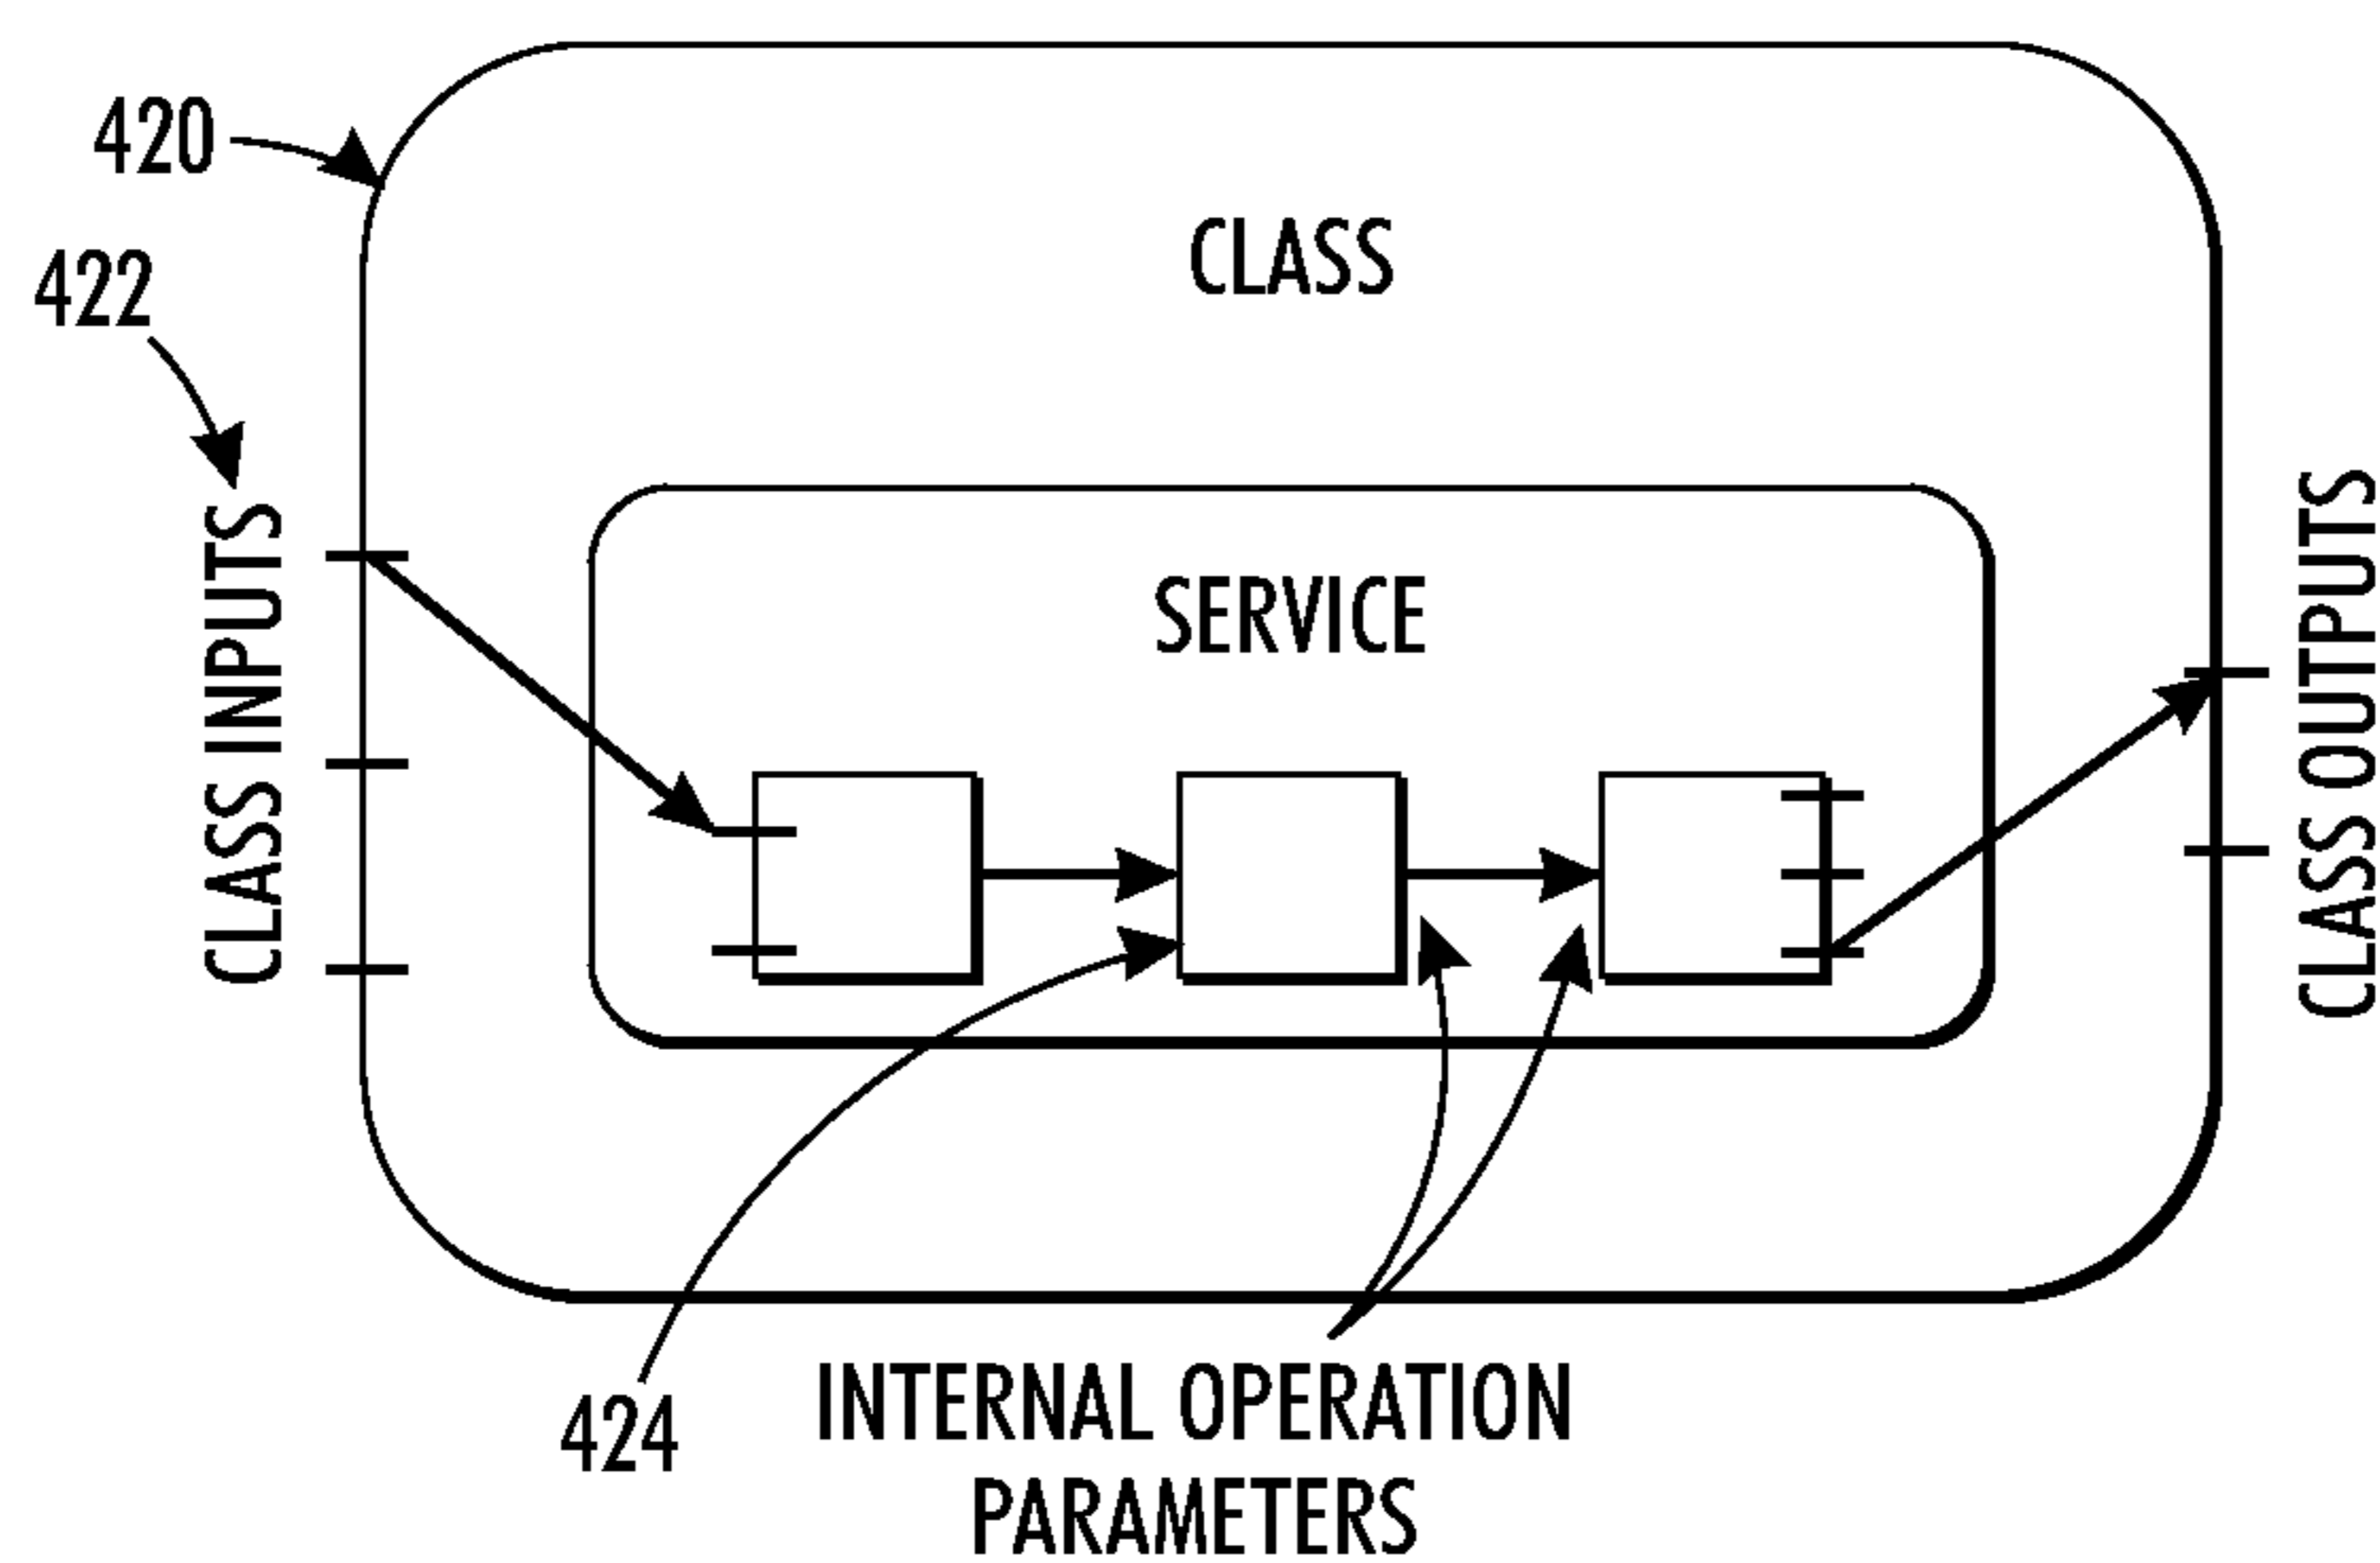 420
CLASS
422
CLASS INPUTS
SERVICE
CLASS OUTPUTS
424
INTERNAL OPERATION
PARAMETERS